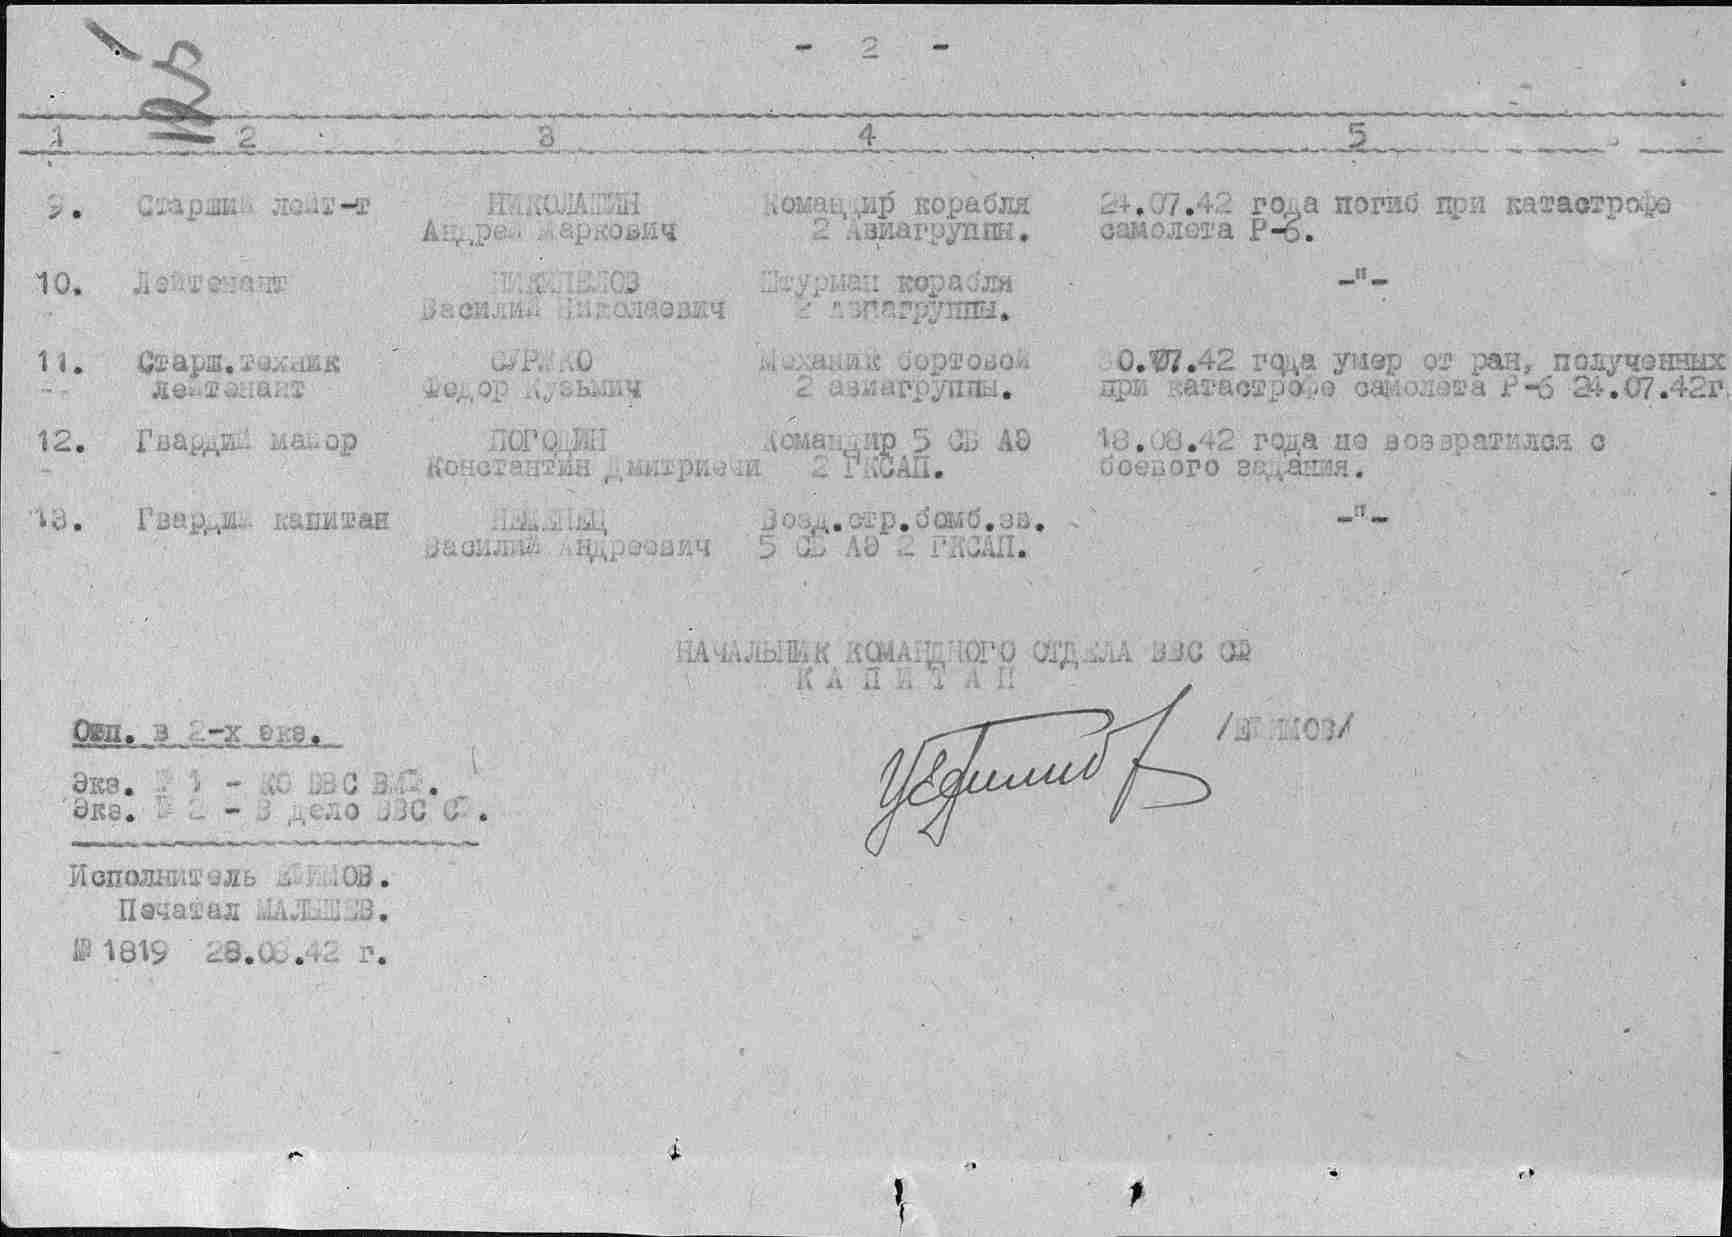 - 2 -
1 2 3 4 5
9. Старший лейт-т НИКОЛАШИН Командир корабля 24.07.42 года погиб при катастрофе
Андрей Маркович 2 Авиагруппы. самолета Р-6.
10. Лейтенант Штурман корабля -"-
Василий Николаевич 2 авиагруппы.
11. Старш.техник Механик бортовой 30.07.42 года умер от ран, полученных
лейтенант Федор Кузьмич 2 авиагруппы. при катастрофе самолета Р-6 24.07.42г.
12. Гвардии майор ПОГОДИН Командир 5 СБ АЭ 18.08.42 года не возвратился с
Константин Дмитриеви 2 ГКСАП. боевого задания.
13. Гвардии капитан Возд.стр.бомб.зв. -"-
Василий Андреевич 5 СБ АЭ 2 ГКСАП.
НАЧАЛЬНИК КОМАНДНОГО ОТДЕЛА ВВС СФ
КАПИТАН
/ЕФИМОВ/
Отп. в 2-х экз.
Экз. № 1 - КО ВВС ВМФ.
Экз. № 2 - В дело ВВС СФ.
Исполнитель ЕФИМОВ.
Печатал МАЛЫШЕВ.
№ 1819 28.08.42 г.